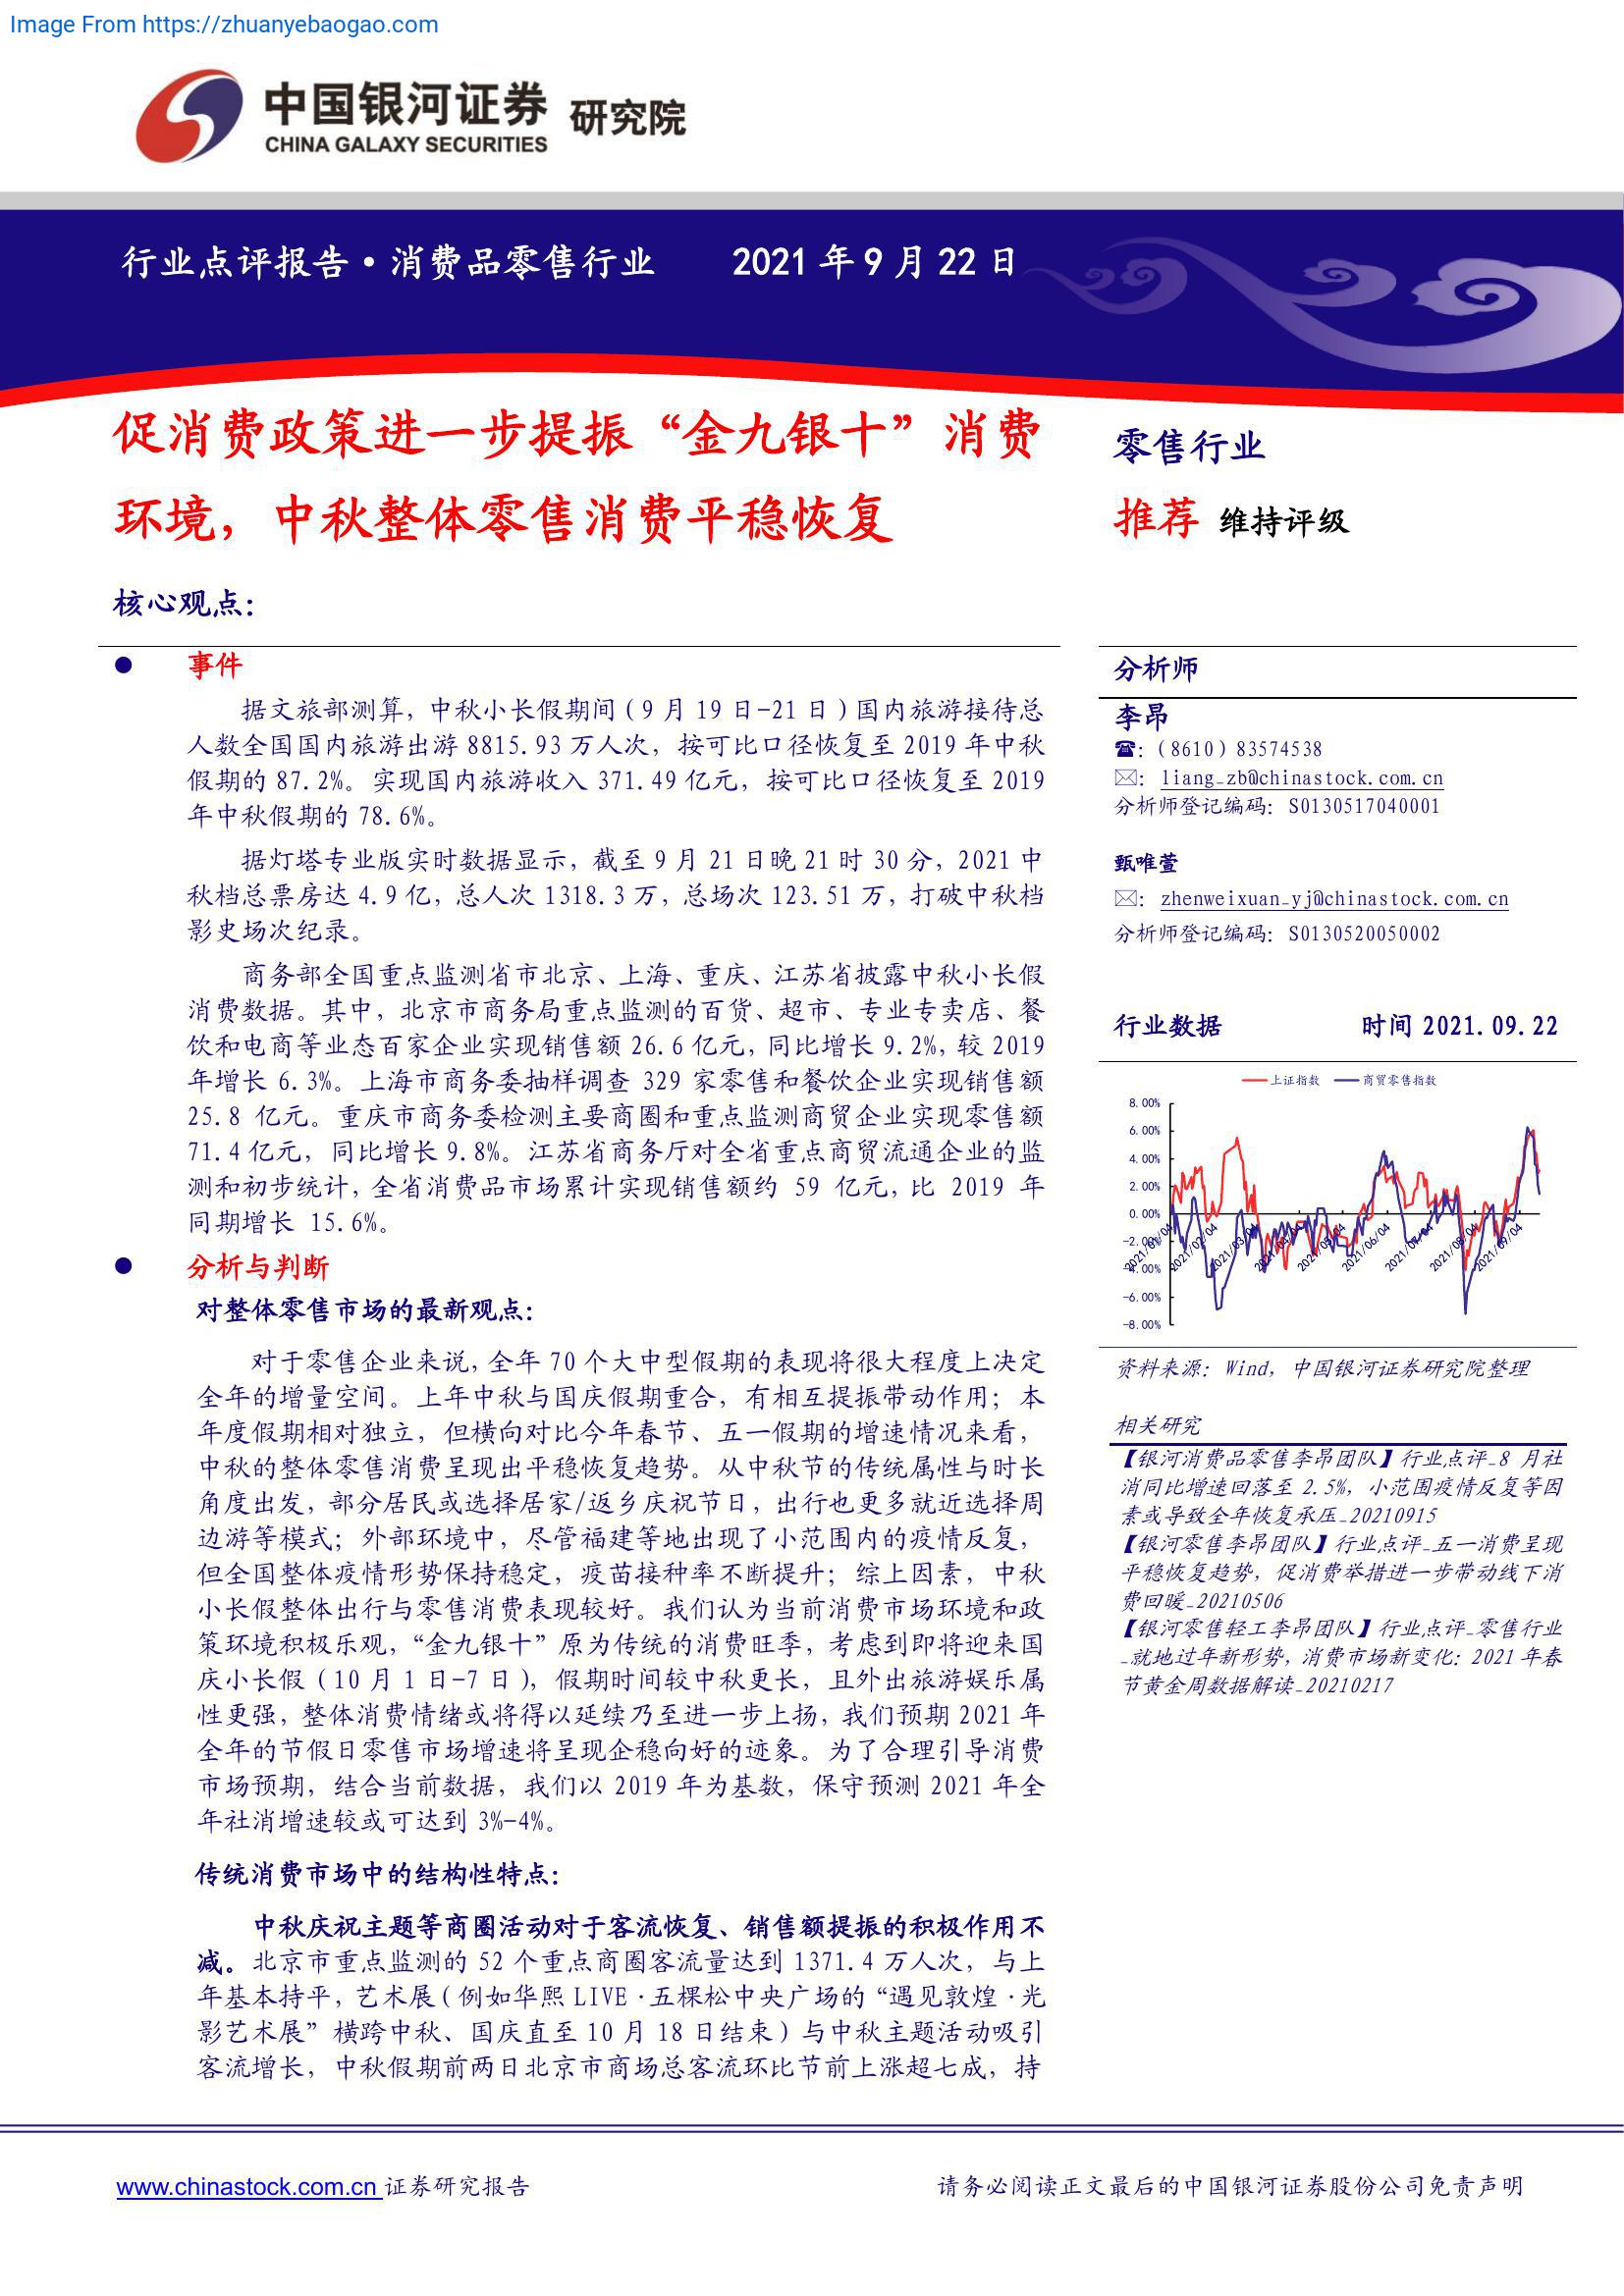 Image From https://zhuanyebaogao.com
中国银河证券 研究院
CHINA GALAXY SECURITIES
行业点评报告·消费品零售行业 2021 年 9 月 22 日
促消费政策进一步提振“金九银十”消费
环境，中秋整体零售消费平稳恢复
核心观点：
● 事件
据文旅部测算，中秋小长假期间（9 月 19 日-21 日）国内旅游接待总
人数全国国内旅游出游 8815.93 万人次，按可比口径恢复至 2019 年中秋
假期的 87.2%。实现国内旅游收入 371.49 亿元，按可比口径恢复至 2019
年中秋假期的 78.6%。
据灯塔专业版实时数据显示，截至 9 月 21 日晚 21 时 30 分，2021 中
秋档总票房达 4.9 亿，总人次 1318.3 万，总场次 123.51 万，打破中秋档
影史场次纪录。
商务部全国重点监测省市北京、上海、重庆、江苏省披露中秋小长假
消费数据。其中，北京市商务局重点监测的百货、超市、专业专卖店、餐
饮和电商等业态百家企业实现销售额 26.6 亿元，同比增长 9.2%，较 2019
年增长 6.3%。上海市商务委抽样调查 329 家零售和餐饮企业实现销售额
25.8 亿元。重庆市商务委检测主要商圈和重点监测商贸企业实现零售额
71.4 亿元，同比增长 9.8%。江苏省商务厅对全省重点商贸流通企业的监
测和初步统计，全省消费品市场累计实现销售额约 59 亿元，比 2019 年
同期增长 15.6%。
● 分析与判断
对整体零售市场的最新观点：
对于零售企业来说，全年 70 个大中型假期的表现将很大程度上决定
全年的增量空间。上年中秋与国庆假期重合，有相互提振带动作用；本
年度假期相对独立，但横向对比今年春节、五一假期的增速情况来看，
中秋的整体零售消费呈现出平稳恢复趋势。从中秋节的传统属性与时长
角度出发，部分居民或选择居家/返乡庆祝节日，出行也更多就近选择周
边游等模式；外部环境中，尽管福建等地出现了小范围内的疫情反复，
但全国整体疫情形势保持稳定，疫苗接种率不断提升；综上因素，中秋
小长假整体出行与零售消费表现较好。我们认为当前消费市场环境和政
策环境积极乐观，“金九银十”原为传统的消费旺季，考虑到即将迎来国
庆小长假（10 月 1 日-7 日），假期时间较中秋更长，且外出旅游娱乐属
性更强，整体消费情绪或将得以延续乃至进一步上扬，我们预期 2021 年
全年的节假日零售市场增速将呈现企稳向好的迹象。为了合理引导消费
市场预期，结合当前数据，我们以 2019 年为基数，保守预测 2021 年全
年社消增速较或可达到 3%-4%。
传统消费市场中的结构性特点：
中秋庆祝主题等商圈活动对于客流恢复、销售额提振的积极作用不
减。北京市重点监测的 52 个重点商圈客流量达到 1371.4 万人次，与上
年基本持平，艺术展（例如华熙 LIVE·五棵松中央广场的“遇见敦煌·光
影艺术展”横跨中秋、国庆直至 10 月 18 日结束）与中秋主题活动吸引
客流增长，中秋假期前两日北京市商场总客流环比节前上涨超七成，持
零售行业
推荐 维持评级
分析师
李昂
☎：（8610）83574538
✉：liang_zb@chinastock.com.cn
分析师登记编码：S0130517040001
甄唯萱
✉：zhenweixuan_yj@chinastock.com.cn
分析师登记编码：S0130520050002
行业数据 时间 2021.09.22
上证指数 商贸零售指数
8.00%
6.00%
4.00%
2.00%
0.00%
-2.00%
-4.00%
-6.00%
-8.00%
2021/01/04 2021/02/04 2021/03/04 2021/04/04 2021/05/04 2021/06/04 2021/07/04 2021/08/04 2021/09/04
资料来源：Wind，中国银河证券研究院整理
相关研究
【银河消费品零售李昂团队】行业点评_8 月社
消同比增速回落至 2.5%，小范围疫情反复等因
素或导致全年恢复承压_20210915
【银河零售李昂团队】行业点评_五一消费呈现
平稳恢复趋势，促消费举措进一步带动线下消
费回暖_20210506
【银河零售轻工李昂团队】行业点评_零售行业
_就地过年新形势，消费市场新变化：2021 年春
节黄金周数据解读_20210217
www.chinastock.com.cn 证券研究报告
请务必阅读正文最后的中国银河证券股份公司免责声明